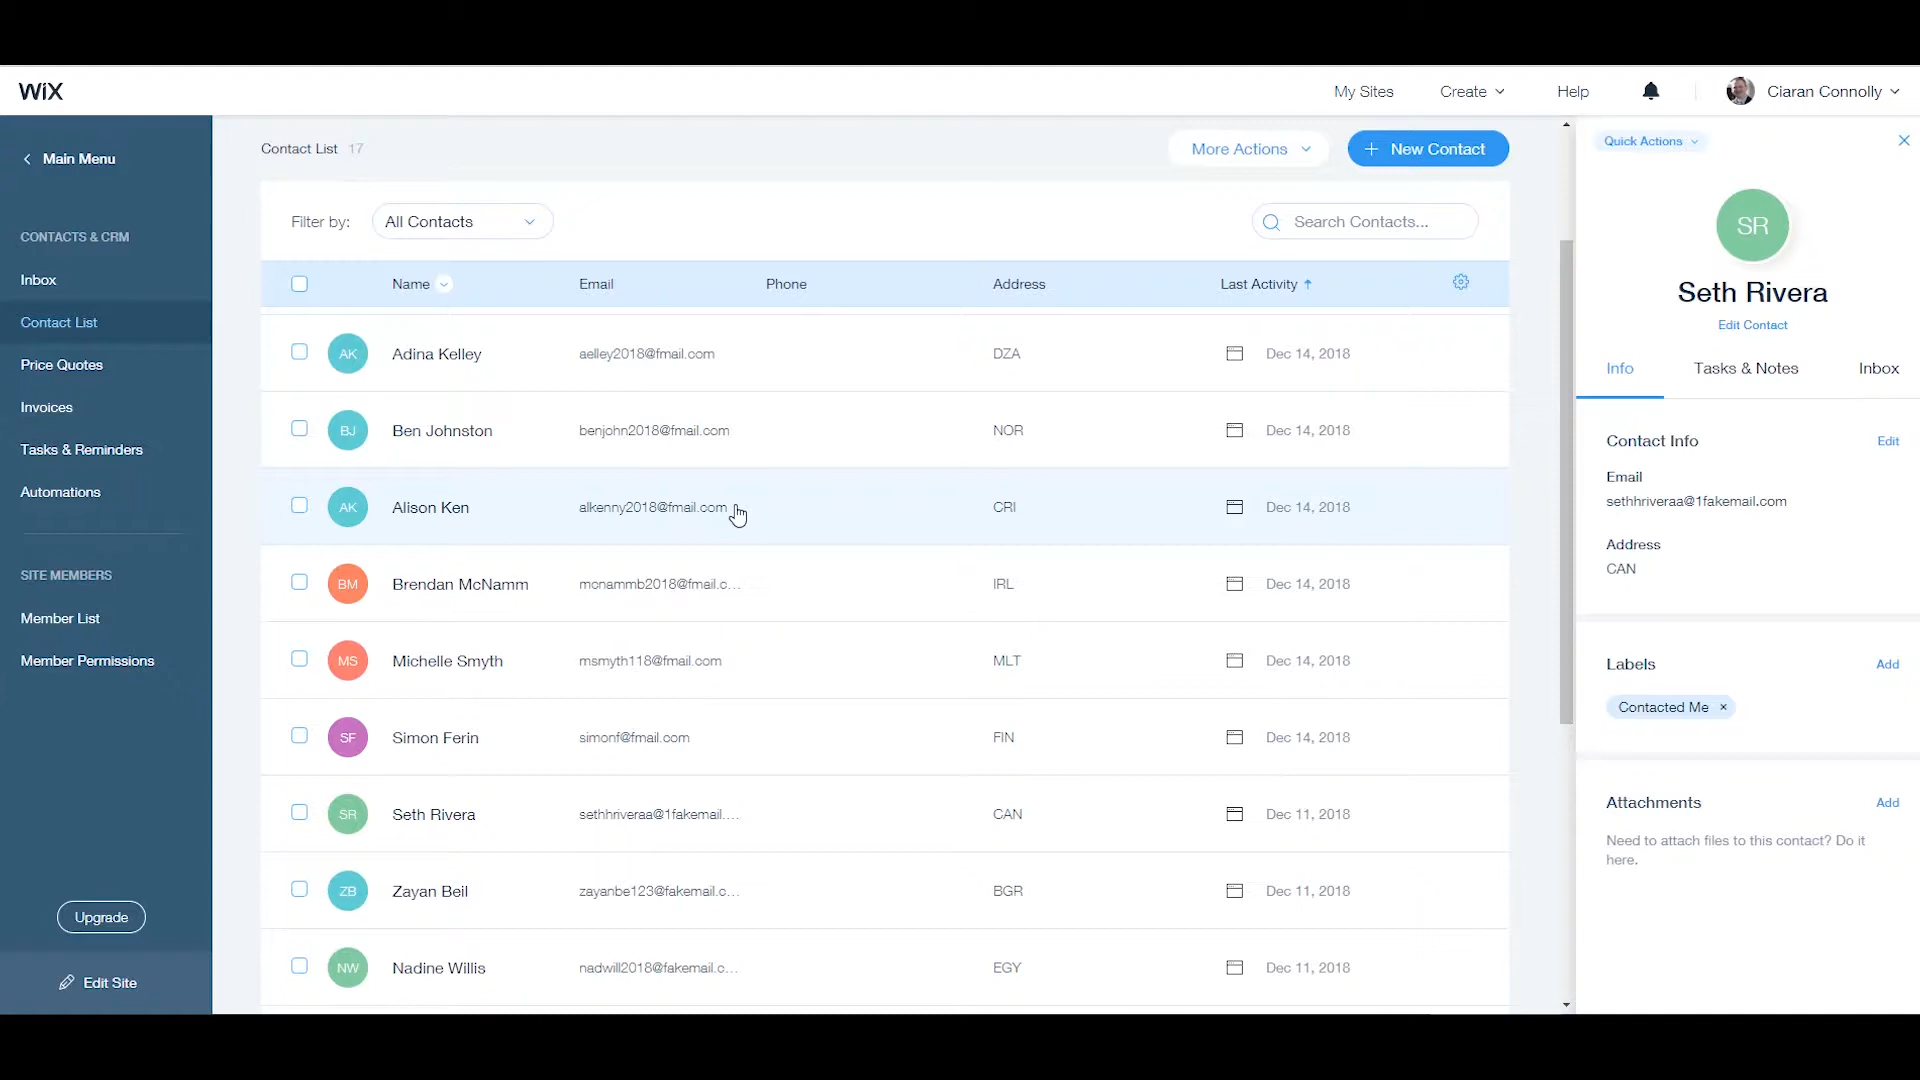 WiX
My Sites
Create
Help
Ciaran Connolly
Main Menu
CONTACTS & CRM
Inbox
Contact List
Price Quotes
Invoices
Tasks & Reminders
Automations
SITE MEMBERS
Member List
Member Permissions
Upgrade
Edit Site
Contact List 17
More Actions
+ New Contact
Filter by: All Contacts
Search Contacts...
Name Email Phone Address Last Activity
AK Adina Kelley aelley2018@fmail.com DZA Dec 14, 2018
BJ Ben Johnston benjohn2018@fmail.com NOR Dec 14, 2018
AK Alison Ken alkenny2018@fmail.com CRI Dec 14, 2018
BM Brendan McNamm mcnammb2018@fmail.c... IRL Dec 14, 2018
MS Michelle Smyth msmyth118@fmail.com MLT Dec 14, 2018
SF Simon Ferin simonf@fmail.com FIN Dec 14, 2018
SR Seth Rivera sethhriveraa@1fakemail.... CAN Dec 11, 2018
ZB Zayan Beil zayanbe123@fakemail.c... BGR Dec 11, 2018
NW Nadine Willis nadwill2018@fakemail.c... EGY Dec 11, 2018
Quick Actions
SR
Seth Rivera
Edit Contact
Info
Tasks & Notes
Inbox
Contact Info
Edit
Email
sethhriveraa@1fakemail.com
Address
CAN
Labels
Add
Contacted Me ×
Attachments
Add
Need to attach files to this contact? Do it
here.